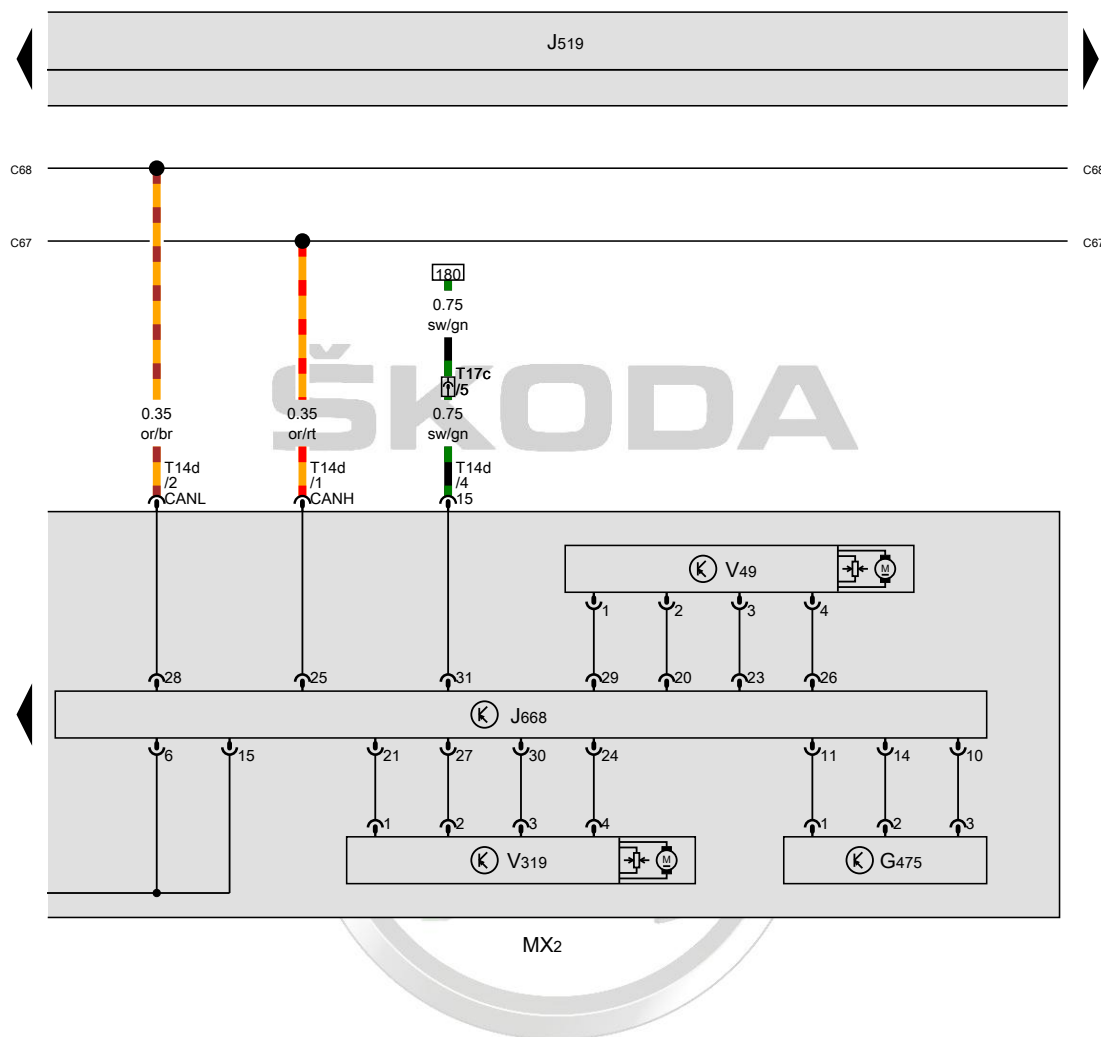 J519
C68 C68
C67 C67
180
0.75
sw/gn
T17c
/5
0.35 0.35 0.75
or/br or/rt sw/gn
T14d T14d T14d
/2 /1 /4
CANL CANH 15
ŠKODA
V49 M
1 2 3 4
28 25 31 29 20 23 26
J668
6 15 21 27 30 24 11 14 10
1 2 3 4 1 2 3
V319 M G475
MX2